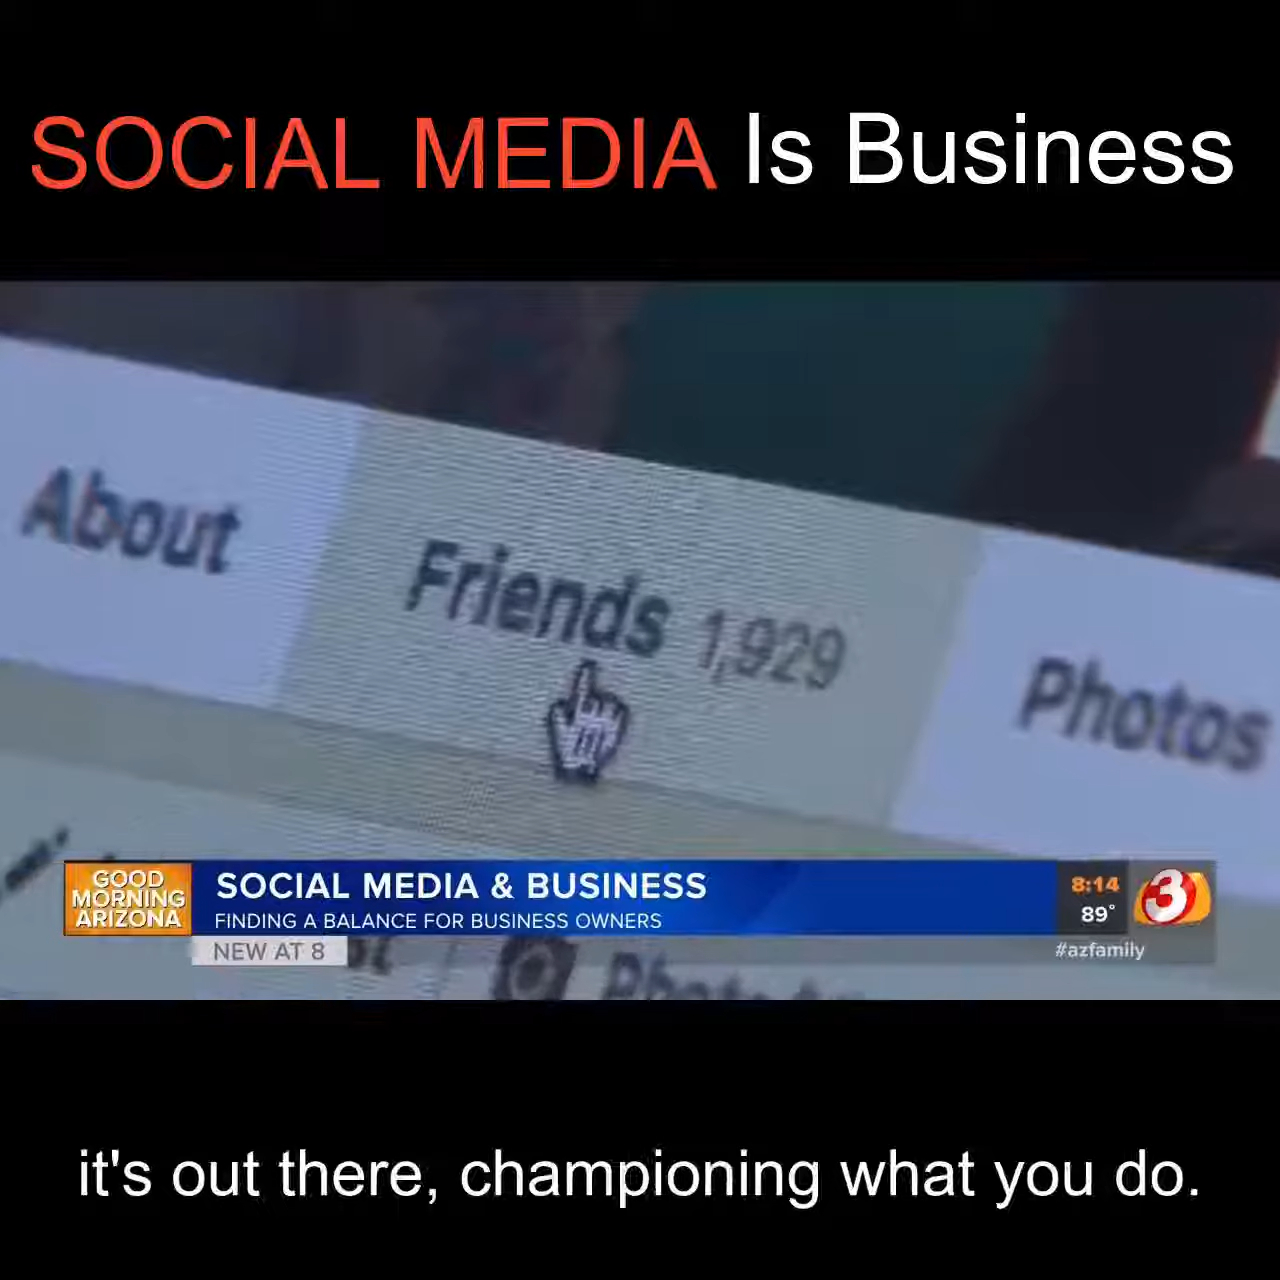 SOCIAL MEDIA Is Business
About
Friends 1,929
Photos
GOOD
MORNING
ARIZONA
SOCIAL MEDIA & BUSINESS
FINDING A BALANCE FOR BUSINESS OWNERS
8:14
89°
3
NEW AT 8
#azfamily
it's out there, championing what you do.